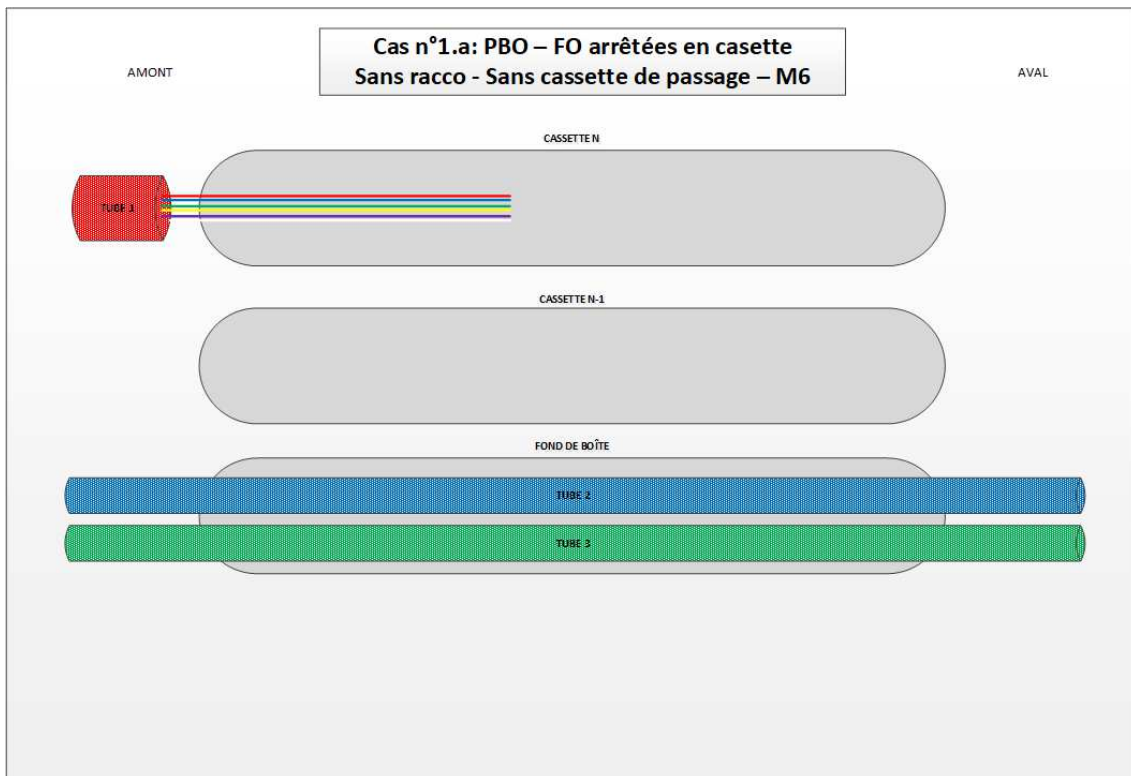 Cas n°1.a: PBO – FO arrêtées en casette
Sans racco - Sans cassette de passage – M6
AMONT
AVAL
CASSETTE N
TUBE 1
CASSETTE N-1
FOND DE BOÎTE
TUBE 2
TUBE 3